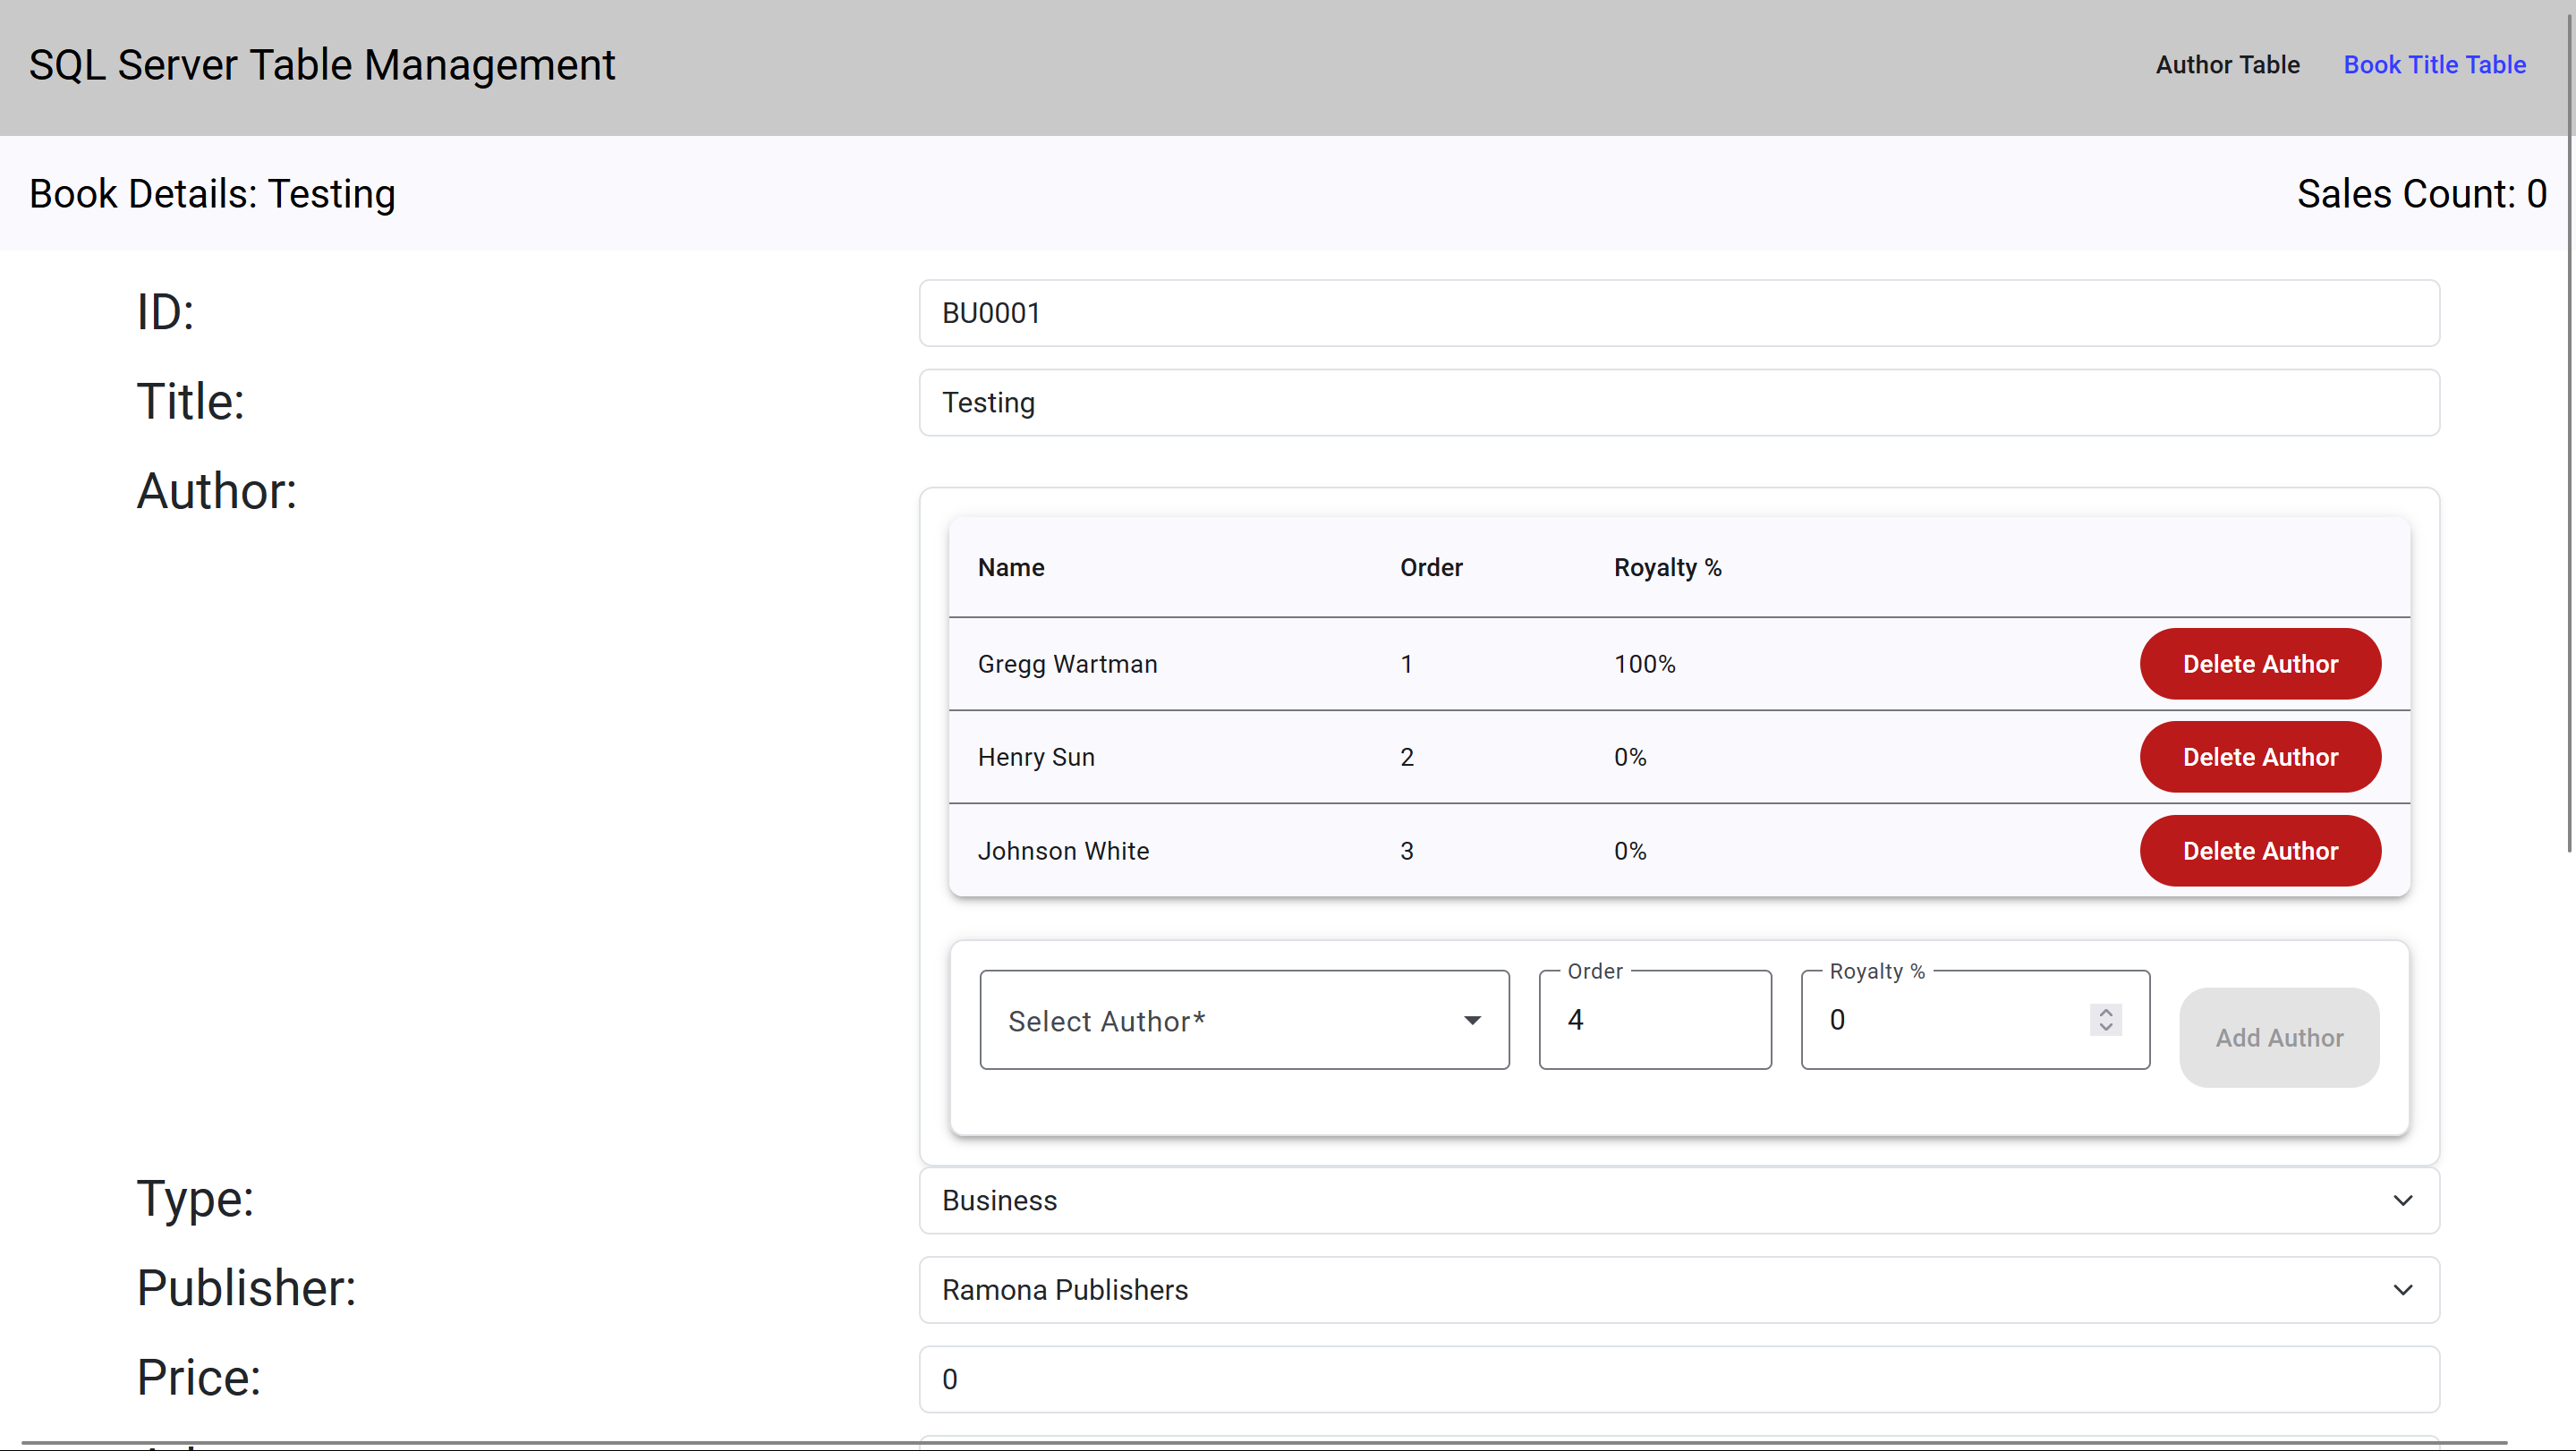 SQL Server Table Management
Author Table
Book Title Table
Book Details: Testing
Sales Count: 0
ID:
BU0001
Title:
Testing
Author:
Name Order Royalty %
Gregg Wartman 1 100% Delete Author
Henry Sun 2 0% Delete Author
Johnson White 3 0% Delete Author
Order
Royalty %
Select Author*
4
0
Add Author
Type:
Business
Publisher:
Ramona Publishers
Price:
0